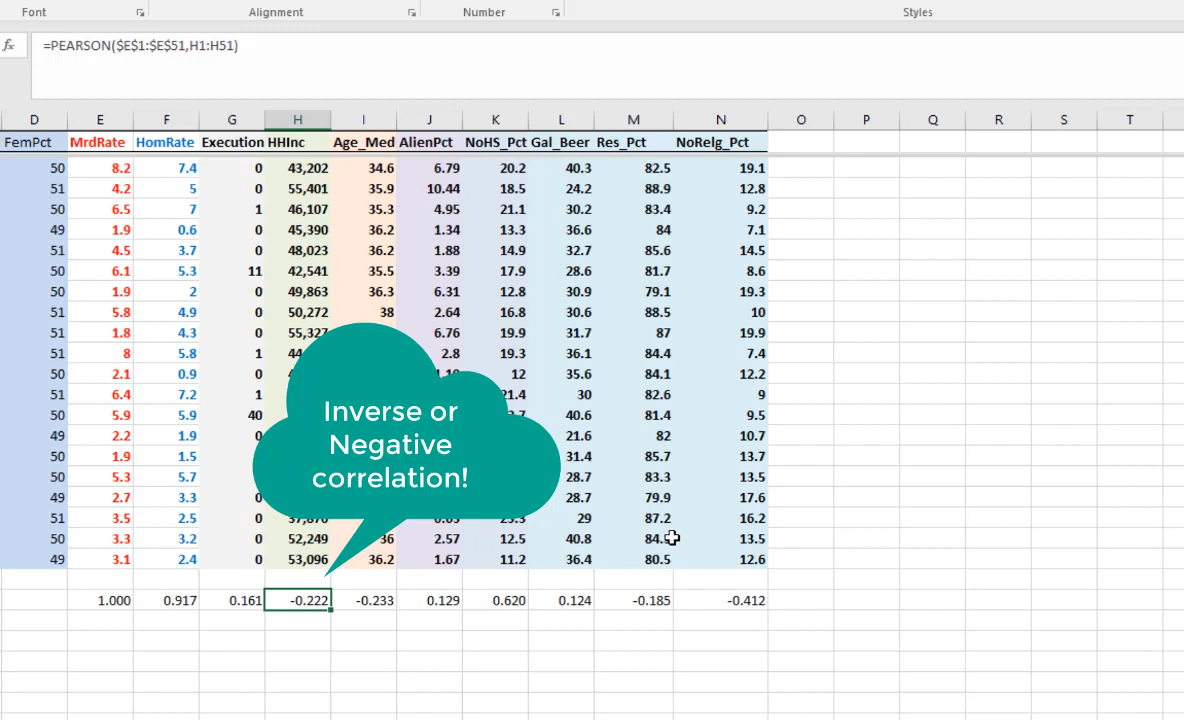 Font Alignment Number Styles
fx =PEARSON($E$1:$E$51,H1:H51)
D E F G H I J K L M N O P Q R S T
FemPct MrdRate HomRate Execution HHInc Age_Med AlienPct NoHS_Pct Gal_Beer Res_Pct NoRelg_Pct
50 8.2 7.4 0 43,202 34.6 6.79 20.2 40.3 82.5 19.1
51 4.2 5 0 55,401 35.9 10.44 18.5 24.2 88.9 12.8
50 6.5 7 1 46,107 35.3 4.95 21.1 30.2 83.4 9.2
49 1.9 0.6 0 45,390 36.2 1.34 13.3 36.6 84 7.1
51 4.5 3.7 0 48,023 36.2 1.88 14.9 32.7 85.6 14.5
50 6.1 5.3 11 42,541 35.5 3.39 17.9 28.6 81.7 8.6
50 1.9 2 0 49,863 36.3 6.31 12.8 30.9 79.1 19.3
51 5.8 4.9 0 50,272 38 2.64 16.8 30.6 88.5 10
51 1.8 4.3 0 55,327 6.76 19.9 31.7 87 19.9
51 8 5.8 1 2.8 19.3 36.1 84.4 7.4
50 2.1 0.9 0 12 35.6 84.1 12.2
51 6.4 7.2 1 21.4 30 82.6 9
50 5.9 5.9 40 40.6 81.4 9.5
49 2.2 1.9 0 21.6 82 10.7
50 1.9 1.5 31.4 85.7 13.7
50 5.3 5.7 28.7 83.3 13.5
49 2.7 3.3 0 28.7 79.9 17.6
51 3.5 2.5 0 29 87.2 16.2
50 3.3 3.2 0 52,249 36 2.57 12.5 40.8 13.5
49 3.1 2.4 0 53,096 36.2 1.67 11.2 36.4 80.5 12.6
1.000 0.917 0.161 -0.222 -0.233 0.129 0.620 0.124 -0.185 -0.412
Inverse or
Negative
correlation!